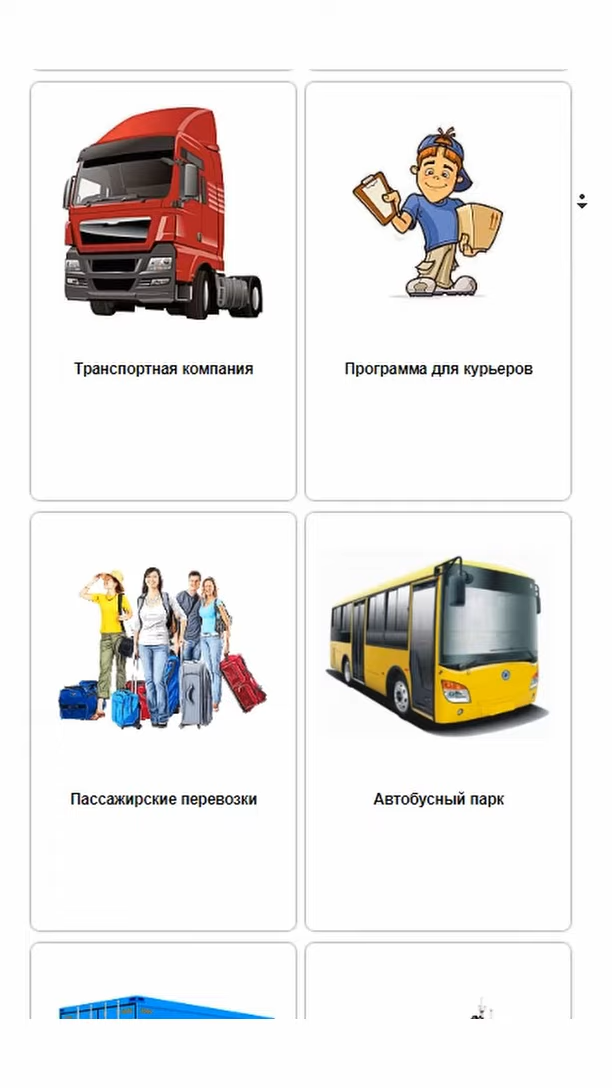 Транспортная компания
Программа для курьеров
Пассажирские перевозки
Автобусный парк